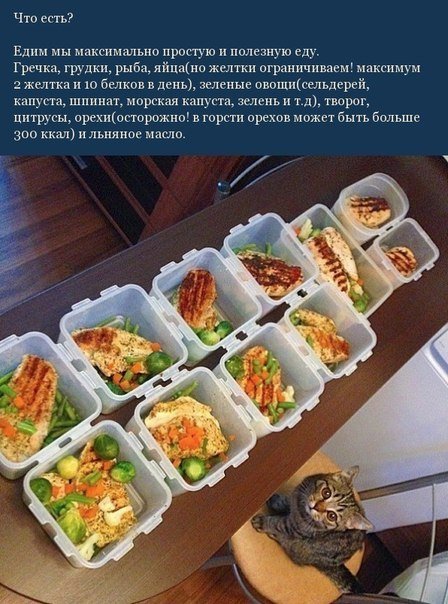 Что есть?
Едим мы максимально простую и полезную еду.
Гречка, грудки, рыба, яйца(но желтки ограничиваем! максимум
2 желтка и 10 белков в день), зеленые овощи(сельдерей,
капуста, шпинат, морская капуста, зелень и т.д), творог,
цитрусы, орехи(осторожно! в горсти орехов может быть больше
300 ккал) и льняное масло.